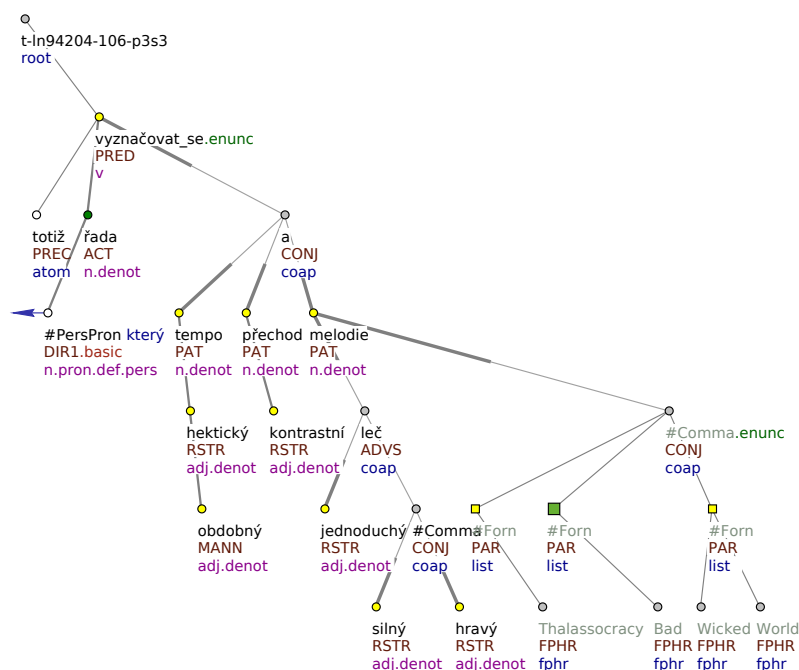 t-ln94204-106-p3s3
root
vyznačovat_se.enunc
PRED
v
totiž řada a
PREC ACT CONJ
atom n.denot coap
#PersPron který tempo přechod melodie
DIR1.basic PAT PAT PAT
n.pron.def.pers n.denot n.denot n.denot
hektický kontrastní leč #Comma.enunc
RSTR RSTR ADVS CONJ
adj.denot adj.denot coap coap
obdobný jednoduchý #Comma #Forn #Forn #Forn
MANN RSTR CONJ PAR PAR PAR
adj.denot adj.denot coap list list list
silný hravý Thalassocracy Bad Wicked World
RSTR RSTR FPHR FPHR FPHR FPHR
adj.denot adj.denot fphr fphr fphr fphr